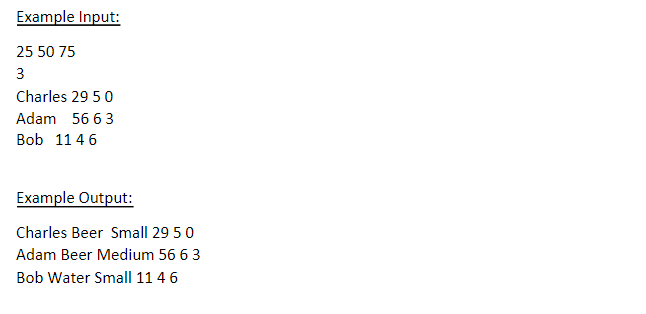 Example Input:
25 50 75
3
Charles 29 5 0
Adam 56 6 3
Bob 11 4 6
Example Output:
Charles Beer Small 29 5 0
Adam Beer Medium 56 6 3
Bob Water Small 11 4 6